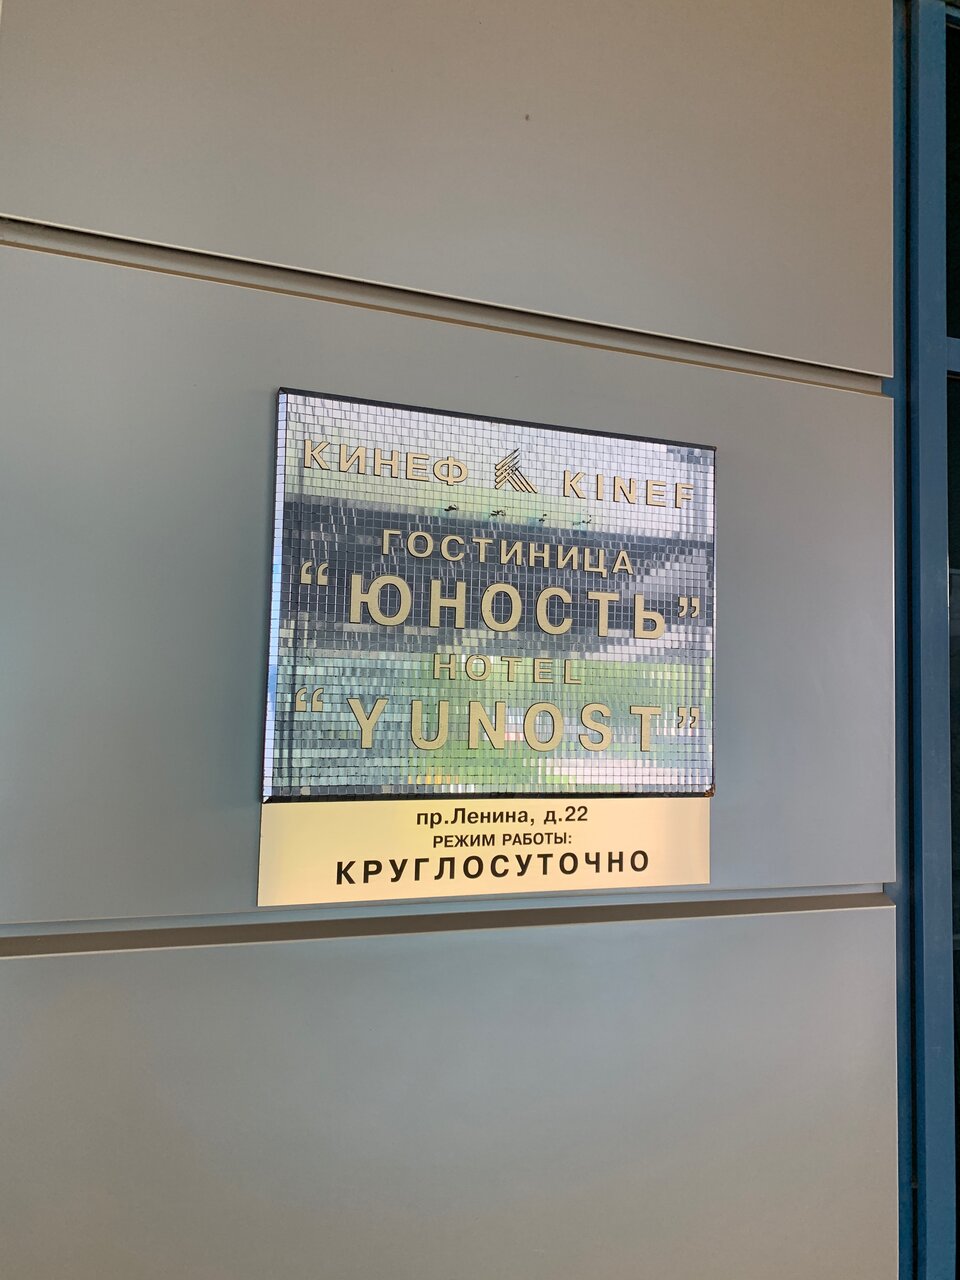 КИНЕФ KINEF
ГОСТИНИЦА
“ЮНОСТЬ”
HOTEL
“YUNOST”
пр.Ленина, д.22
РЕЖИМ РАБОТЫ:
КРУГЛОСУТОЧНО